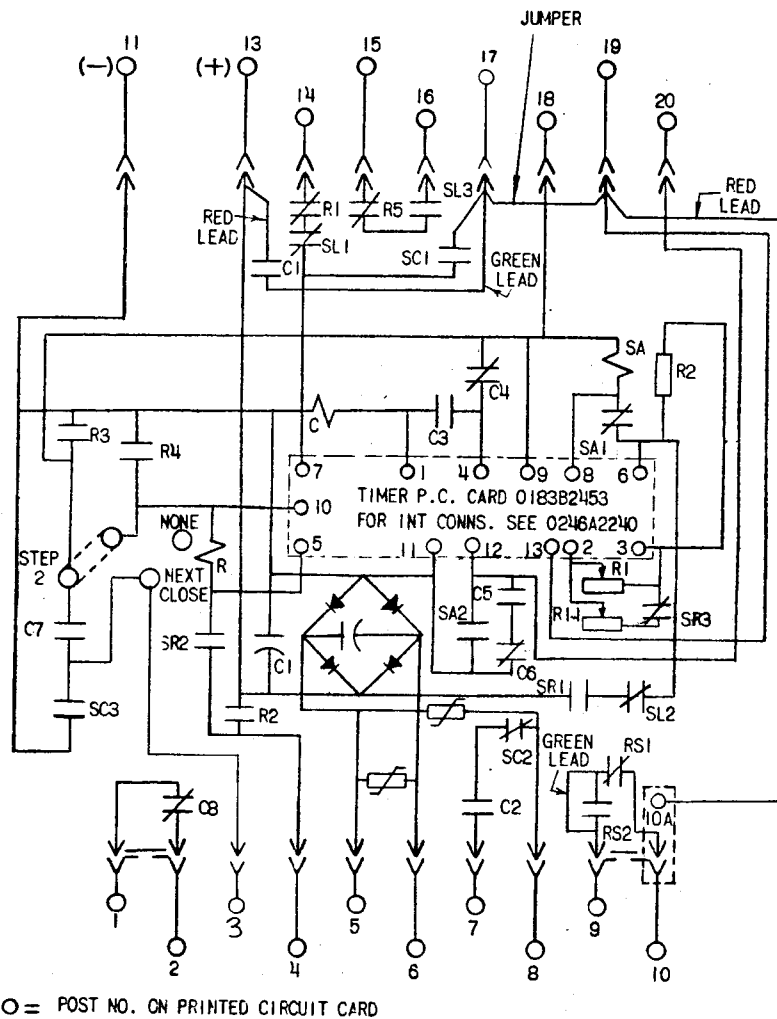 JUMPER
11 13 15 17 19
(-) (+)
14 16 18 20
SL3
RED LEAD
R1 R5
RED
LEAD
SL1
C1
SC1
GREEN
LEAD
SA R2
C4
C C3
R3
R4
SA1
7 1 4 9 8 6
TIMER P.C. CARD 0183B2453
10
FOR INT CONNS. SEE 0246A2240
NONE
5 11 12 13 2 3
STEP
2
NEXT
CLOSE
R
R1
C7
SR2
C1
SA2
C5
R14
SR3
C6
SC3
R2
SR1
SL2
SC2
GREEN
LEAD
RS1
C8
C2
RS2
10A
1 3 5 7 9
2 4 6 8 10
O = POST NO. ON PRINTED CIRCUIT CARD